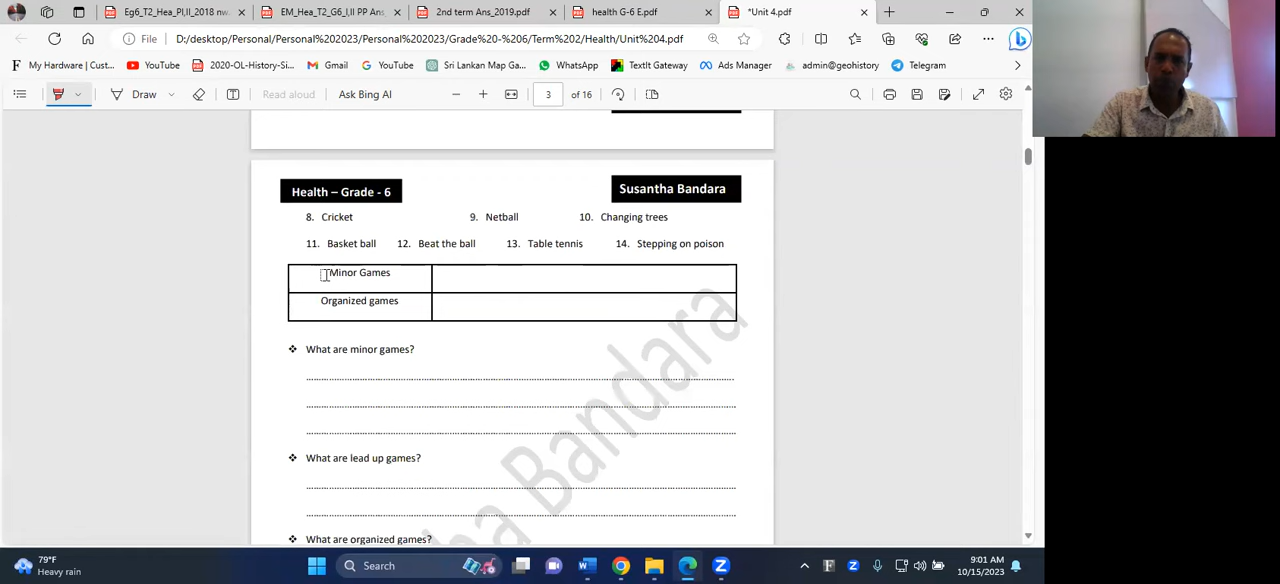 Eg6_T2_Hea_PI,II_2018 nw.
EM_Hea_T2_G6_I,II PP Ans
2nd term Ans_2019.pdf
health G-6 E.pdf
*Unit 4.pdf
File
D:/desktop/Personal/Personal%202023/Personal%202023/Grade%20-%206/Term%202/Health/Unit%204.pdf
My Hardware | Cust...
YouTube
2020-OL-History-Si...
Gmail
YouTube
Sri Lankan Map Ga...
WhatsApp
TextIt Gateway
Ads Manager
admin@geohistory
Telegram
Draw
Read aloud
Ask Bing AI
3
of 16
Health – Grade - 6
Susantha Bandara
8. Cricket 9. Netball 10. Changing trees
11. Basket ball 12. Beat the ball 13. Table tennis 14. Stepping on poison
Minor Games
Organized games
❖ What are minor games?
❖ What are lead up games?
❖ What are organized games?
ha Bandara
79°F
Heavy rain
Search
9:01 AM
10/15/2023